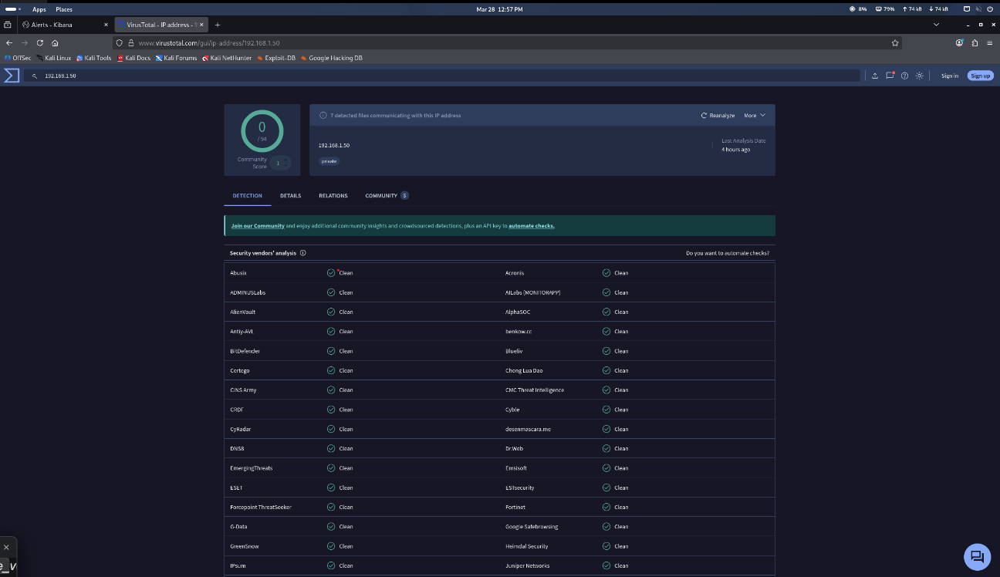 Apps Places Mar 28 12:57 PM 8% 79% 74 kB 74 kB
Alerts - Kibana VirusTotal - IP address - 1
www.virustotal.com/gui/ip-address/192.168.1.50
OffSec Kali Linux Kali Tools Kali Docs Kali Forums Kali NetHunter Exploit-DB Google Hacking DB
192.168.1.50 Sign in Sign up
0
/ 94
Community
Score 1
7 detected files communicating with this IP address Reanalyze More
192.168.1.50
private
Last Analysis Date
4 hours ago
DETECTION DETAILS RELATIONS COMMUNITY 5
Join our Community and enjoy additional community insights and crowdsourced detections, plus an API key to automate checks.
Security vendors' analysis Do you want to automate checks?
Abusix Clean Acronis Clean
ADMINUSLabs Clean AILabs (MONITORAPP) Clean
AlienVault Clean AlphaSOC Clean
Antiy-AVL Clean benkow.cc Clean
BitDefender Clean Blueliv Clean
Certego Clean Chong Lua Dao Clean
CINS Army Clean CMC Threat Intelligence Clean
CRDF Clean Cyble Clean
CyRadar Clean desenmascara.me Clean
DNS8 Clean Dr.Web Clean
EmergingThreats Clean Emsisoft Clean
ESET Clean ESTsecurity Clean
Forcepoint ThreatSeeker Clean Fortinet Clean
G-Data Clean Google Safebrowsing Clean
GreenSnow Clean Heimdal Security Clean
IPsum Clean Juniper Networks Clean